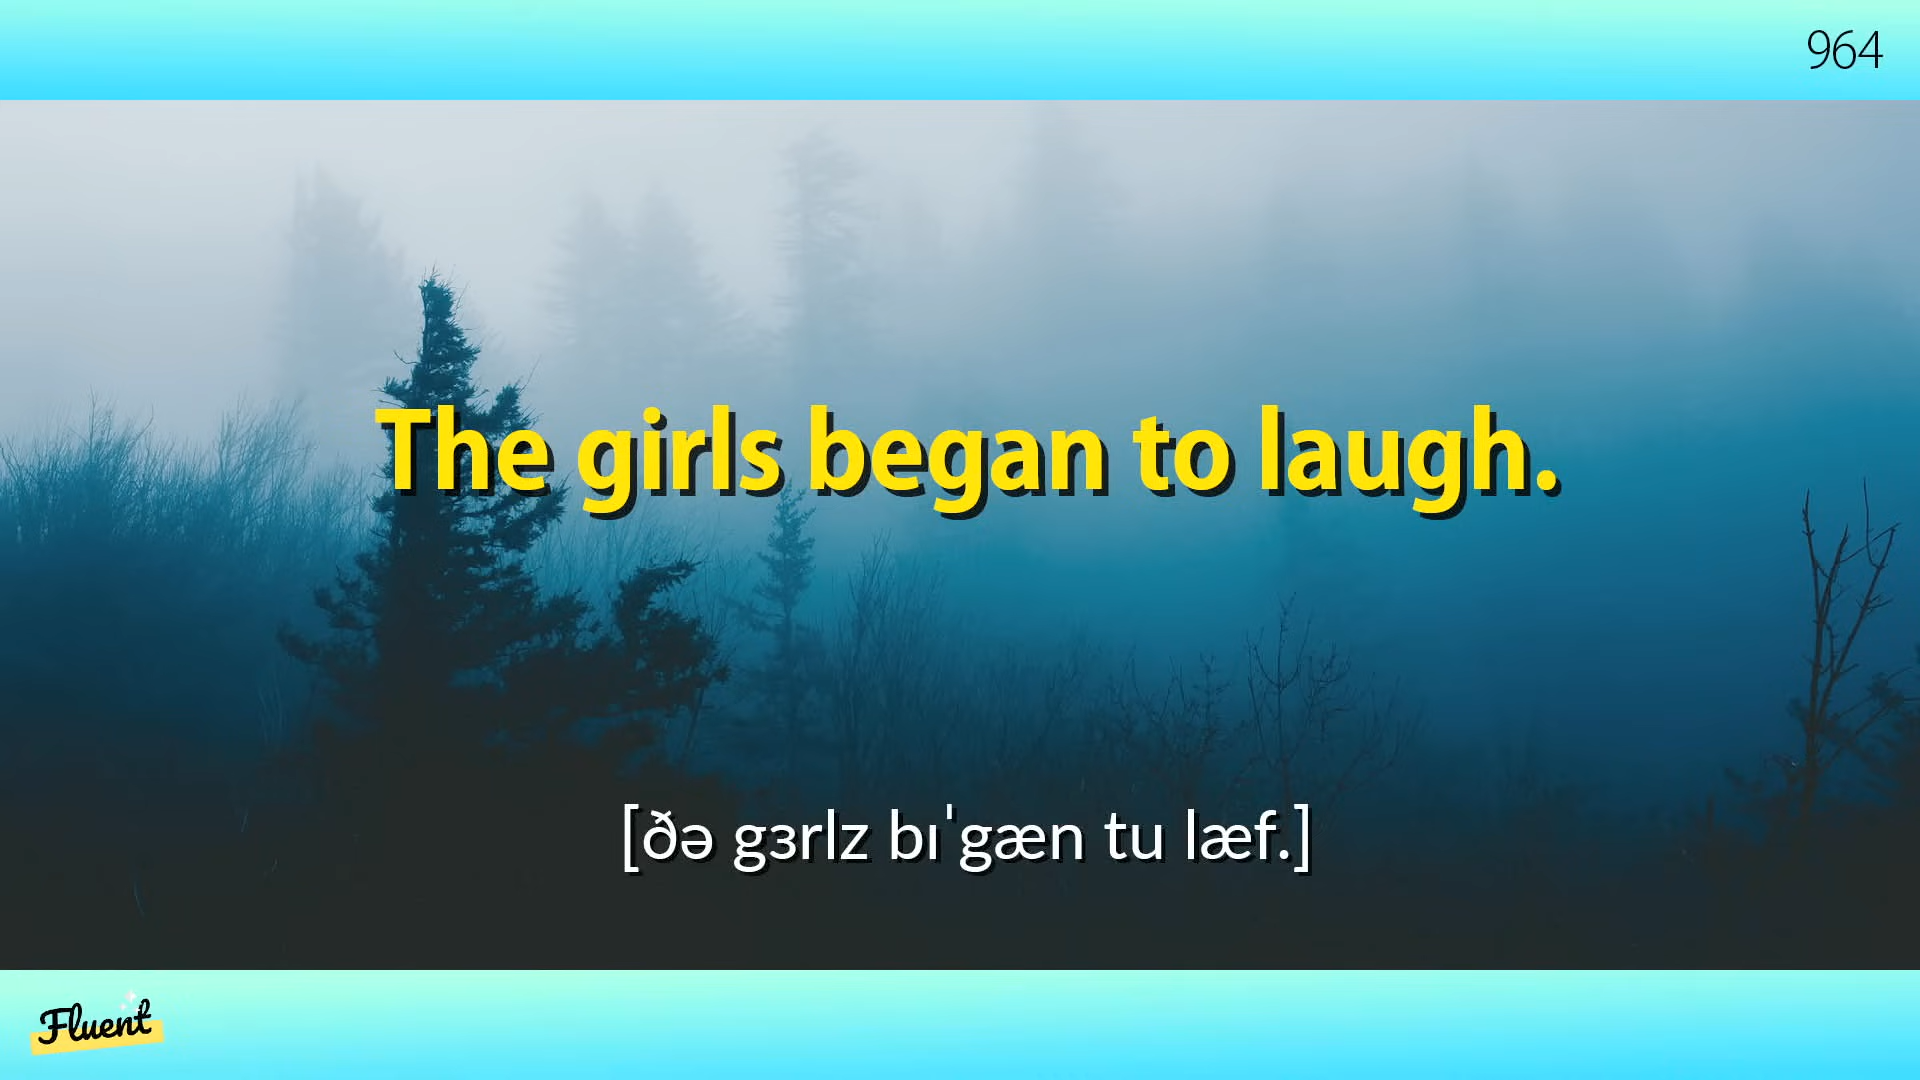 964
The girls began to laugh.
[ðə gɜrlz bɪˈgæn tu læf.]
Fluent